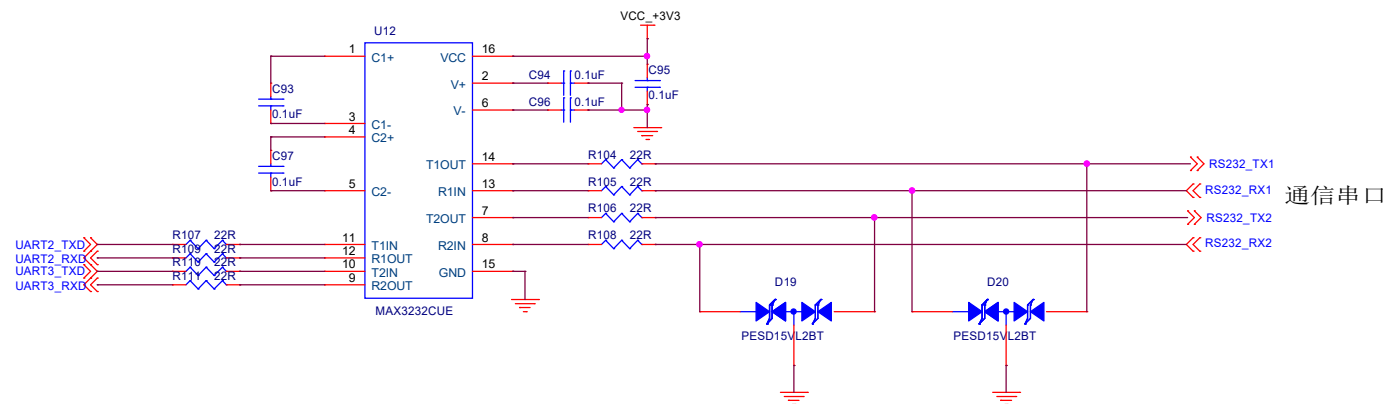 VCC_+3V3
U12
1 C1+ VCC 16
C93 0.1uF
2 V+ C94 0.1uF
C95 0.1uF
6 V- C96 0.1uF
3 C1-
4 C2+
C97 0.1uF
5 C2-
T1OUT 14 R104 22R RS232_TX1
R1IN 13 R105 22R RS232_RX1
通信串口
T2OUT 7 R106 22R RS232_TX2
R2IN 8 R108 22R RS232_RX2
UART2_TXD R107 22R 11 T1IN
UART2_RXD R109 22R 12 R1OUT
UART3_TXD R110 22R 10 T2IN
UART3_RXD R111 22R 9 R2OUT
GND 15
MAX3232CUE
D19
PESD15VL2BT
D20
PESD15VL2BT